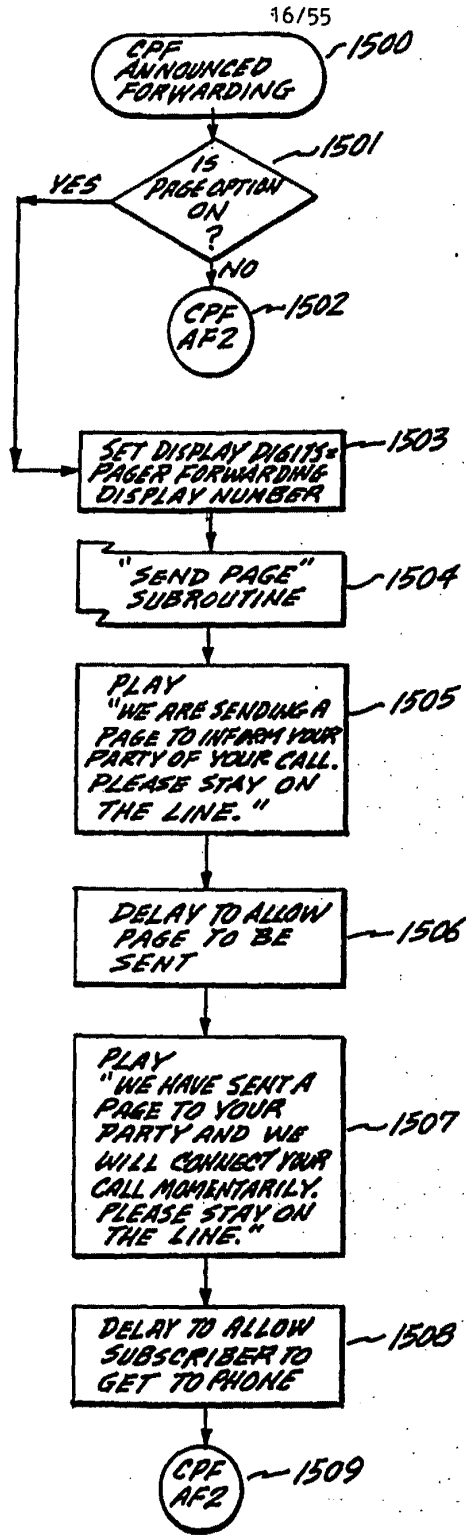 16/55
CPF
ANNOUNCED
FORWARDING
1500
IS
PAGE OPTION
ON
?
1501
YES
NO
CPF
AF2
1502
SET DISPLAY DIGITS=
PAGER FORWARDING
DISPLAY NUMBER
1503
"SEND PAGE"
SUBROUTINE
1504
PLAY
"WE ARE SENDING A
PAGE TO INFORM YOUR
PARTY OF YOUR CALL.
PLEASE STAY ON
THE LINE."
1505
DELAY TO ALLOW
PAGE TO BE
SENT
1506
PLAY
"WE HAVE SENT A
PAGE TO YOUR
PARTY AND WE
WILL CONNECT YOUR
CALL MOMENTARILY.
PLEASE STAY ON
THE LINE."
1507
DELAY TO ALLOW
SUBSCRIBER TO
GET TO PHONE
1508
CPF
AF2
1509